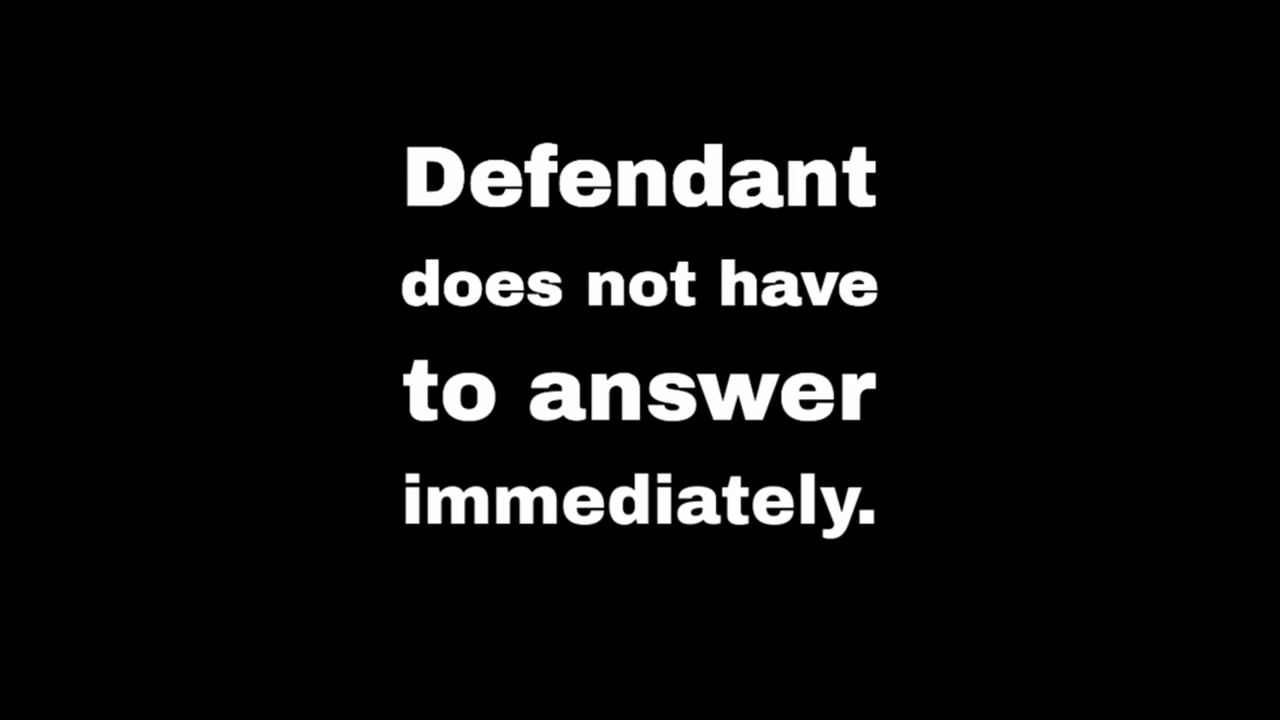 Defendant
does not have
to answer
immediately.